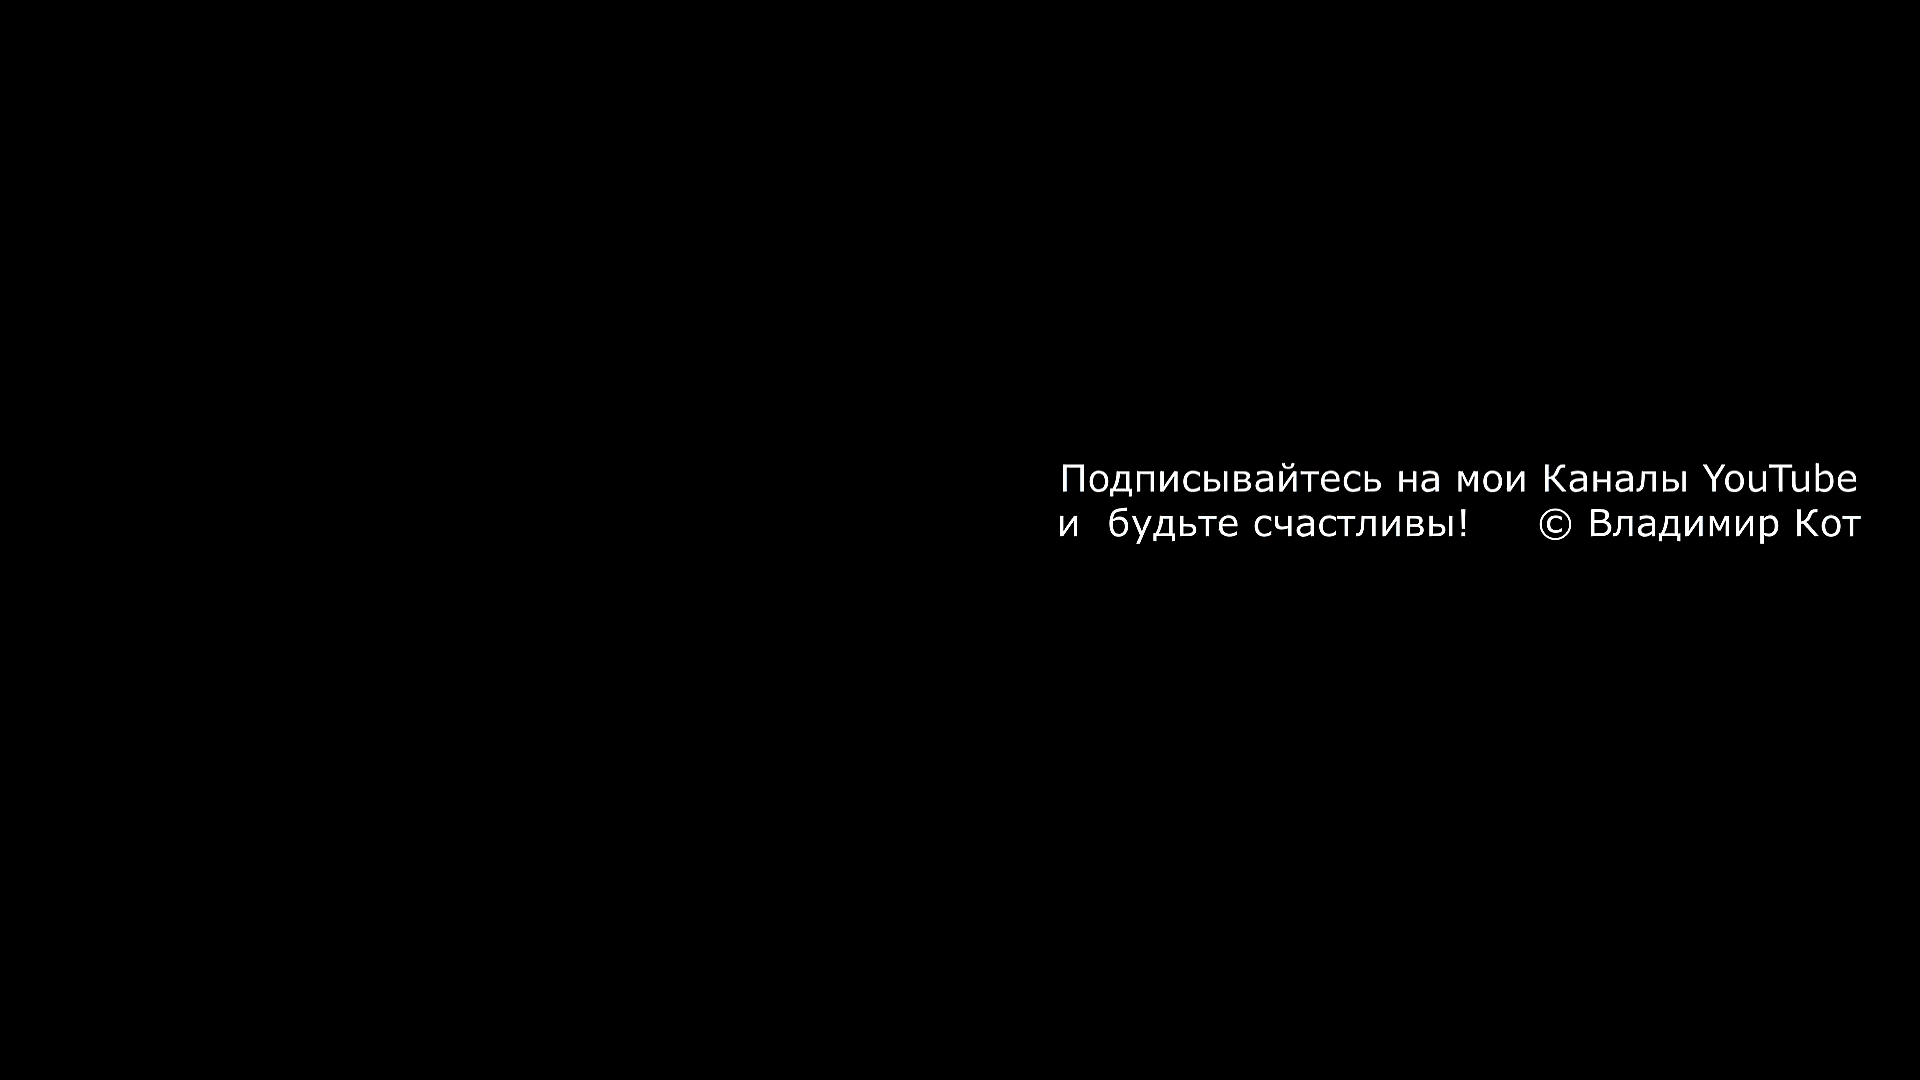 Подписывайтесь на мои Каналы YouTube
и  будьте счастливы!     © Владимир Кот